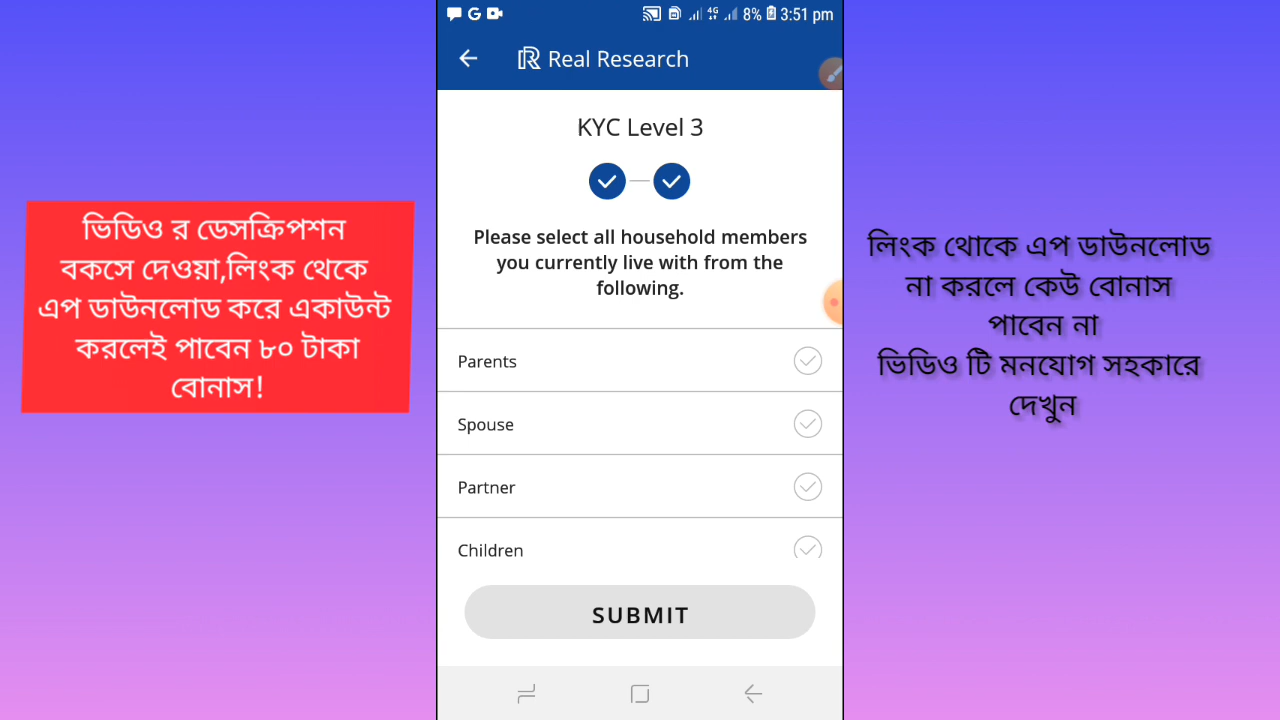 8% 3:51 pm
Real Research
KYC Level 3
Please select all household members
you currently live with from the
following.
Parents
Spouse
Partner
Children
SUBMIT
ভিডিও র ডেসক্রিপশন
বকসে দেওয়া,লিংক থেকে
এপ ডাউনলোড করে একাউন্ট
করলেই পাবেন ৮০ টাকা
বোনাস!
লিংক থোকে এপ ডাউনলোড
না করলে কেউ বোনাস
পাবেন না
ভিডিও টি মনযোগ সহকারে
দেখুন